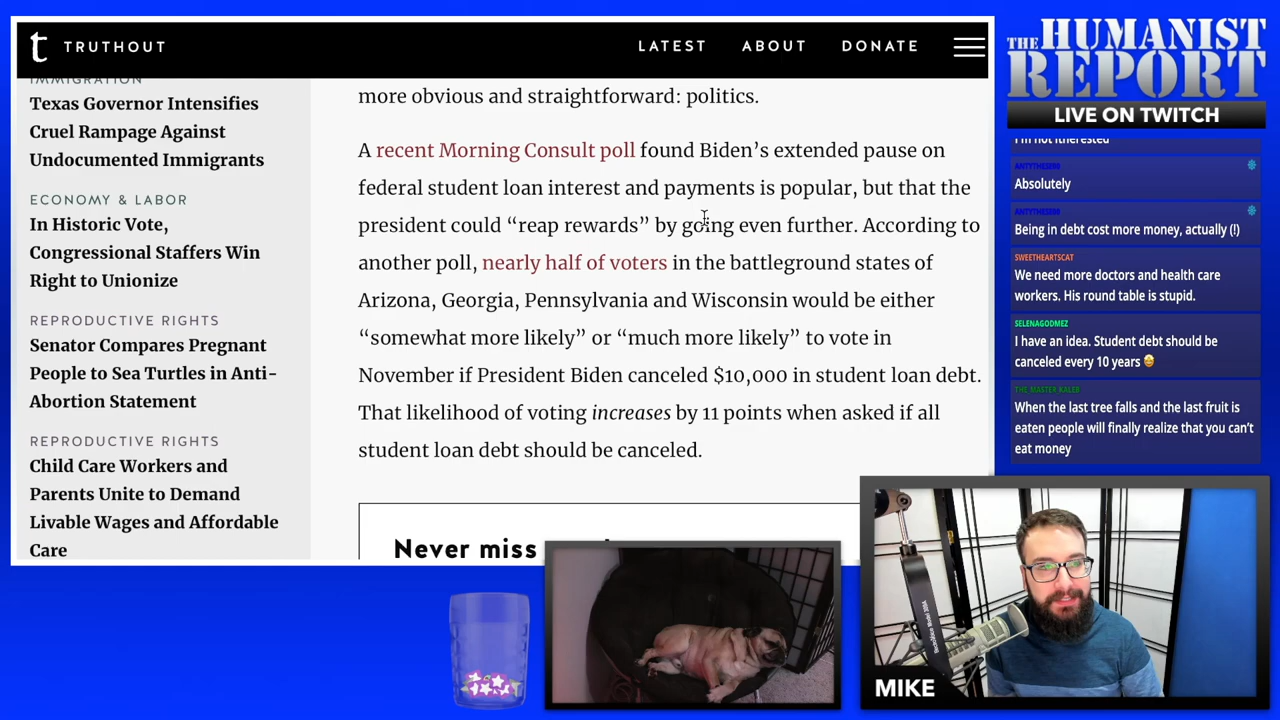 t TRUTHOUT
LATEST ABOUT DONATE
IMMIGRATION
Texas Governor Intensifies
Cruel Rampage Against
Undocumented Immigrants
ECONOMY & LABOR
In Historic Vote,
Congressional Staffers Win
Right to Unionize
REPRODUCTIVE RIGHTS
Senator Compares Pregnant
People to Sea Turtles in Anti-
Abortion Statement
REPRODUCTIVE RIGHTS
Child Care Workers and
Parents Unite to Demand
Livable Wages and Affordable
Care
more obvious and straightforward: politics.
A recent Morning Consult poll found Biden’s extended pause on
federal student loan interest and payments is popular, but that the
president could “reap rewards” by going even further. According to
another poll, nearly half of voters in the battleground states of
Arizona, Georgia, Pennsylvania and Wisconsin would be either
“somewhat more likely” or “much more likely” to vote in
November if President Biden canceled $10,000 in student loan debt.
That likelihood of voting increases by 11 points when asked if all
student loan debt should be canceled.
Never miss
THE HUMANIST
REPORT
LIVE ON TWITCH
I'm not itnerested
ANTYTHESE86
Absolutely
ANTYTHESE86
Being in debt cost more money, actually (!)
SWEETHEARTSCAT
We need more doctors and health care
workers. His round table is stupid.
SELENAGODMEZ
I have an idea. Student debt should be
canceled every 10 years 🤩
THE MASTER KALEB
When the last tree falls and the last fruit is
eaten people will finally realize that you can’t
eat money
MIKE